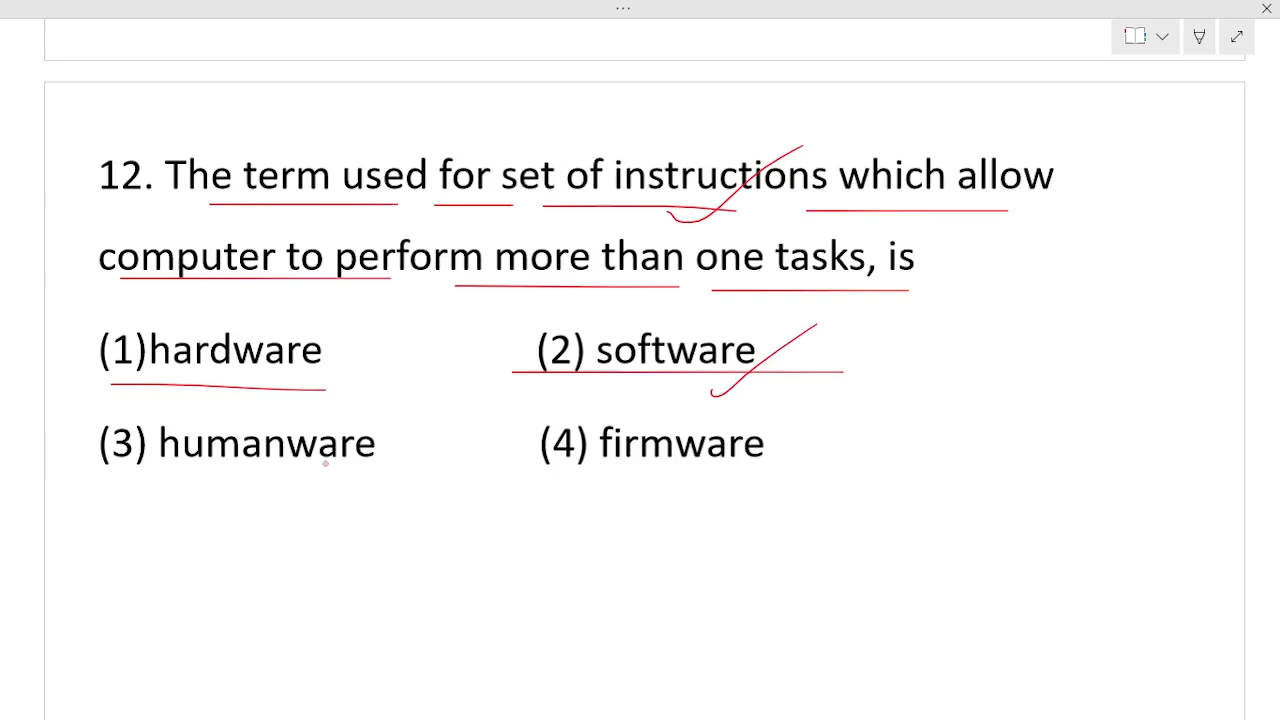 12. The term used for set of instructions which allow
computer to perform more than one tasks, is
(1)hardware (2) software
(3) humanware (4) firmware